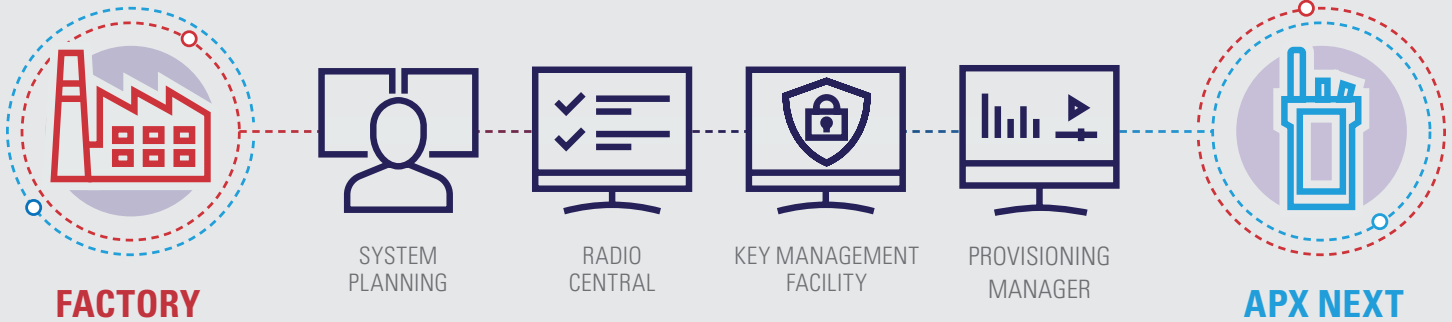 FACTORY
SYSTEM
PLANNING
RADIO
CENTRAL
KEY MANAGEMENT
FACILITY
PROVISIONING
MANAGER
APX NEXT